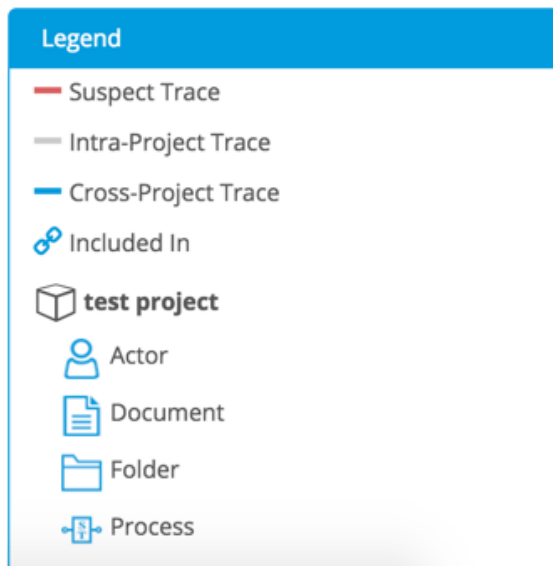 Legend
Suspect Trace
Intra-Project Trace
Cross-Project Trace
Included In
test project
Actor
Document
Folder
Process